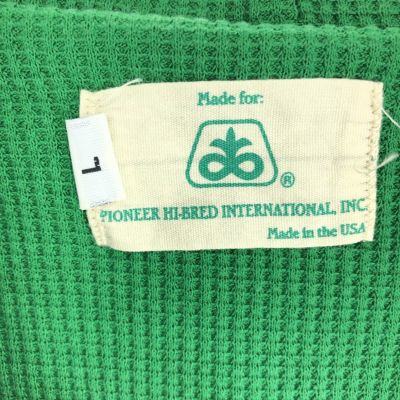 Made for:
®
PIONEER HI-BRED INTERNATIONAL, INC.
Made in the USA
L